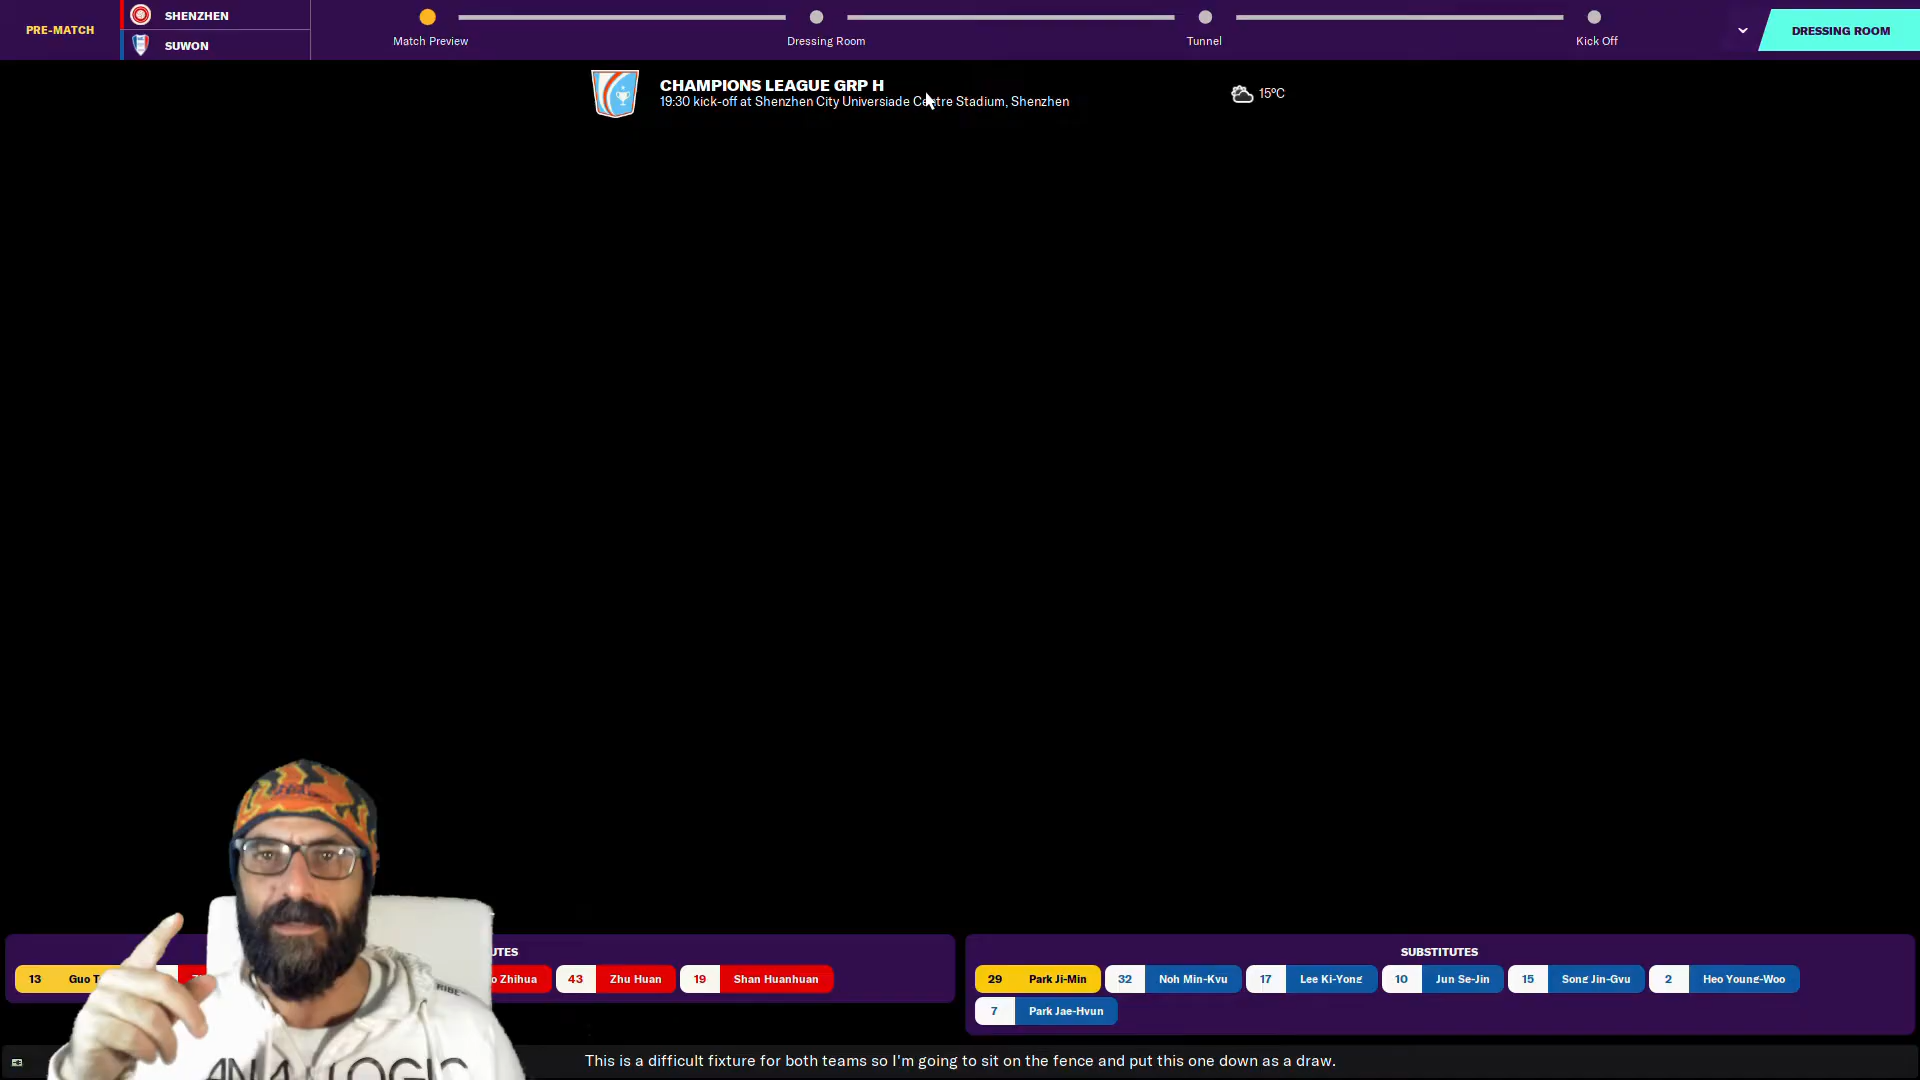 PRE-MATCH
SHENZHEN
SUWON
Match Preview
Dressing Room
Tunnel
Kick Off
DRESSING ROOM
CHAMPIONS LEAGUE GRP H
19:30 kick-off at Shenzhen City Universiade Centre Stadium, Shenzhen
15°C
13 Guo
Zhihua
43 Zhu Huan
19 Shan Huanhuan
SUBSTITUTES
29 Park Ji-Min
32 Noh Min-Kyu
17 Lee Ki-Yong
10 Jun Se-Jin
15 Song Jin-Gyu
2 Heo Young-Woo
7 Park Jae-Hyun
This is a difficult fixture for both teams so I'm going to sit on the fence and put this one down as a draw.